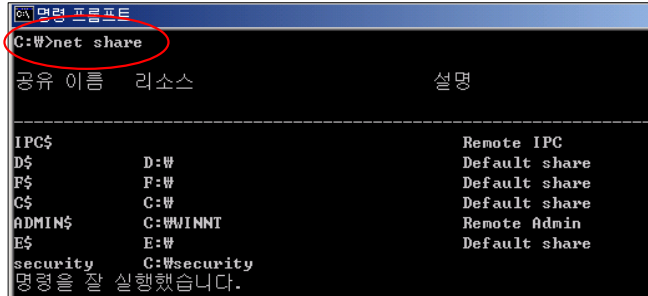 명령 프롬프트
C:₩>net share
공유 이름 리소스 설명
-------------------------------------------------------------------------------
IPC$ Remote IPC
D$ D:₩ Default share
F$ F:₩ Default share
C$ C:₩ Default share
ADMIN$ C:₩WINNT Remote Admin
E$ E:₩ Default share
security C:₩security
명령을 잘 실행했습니다.